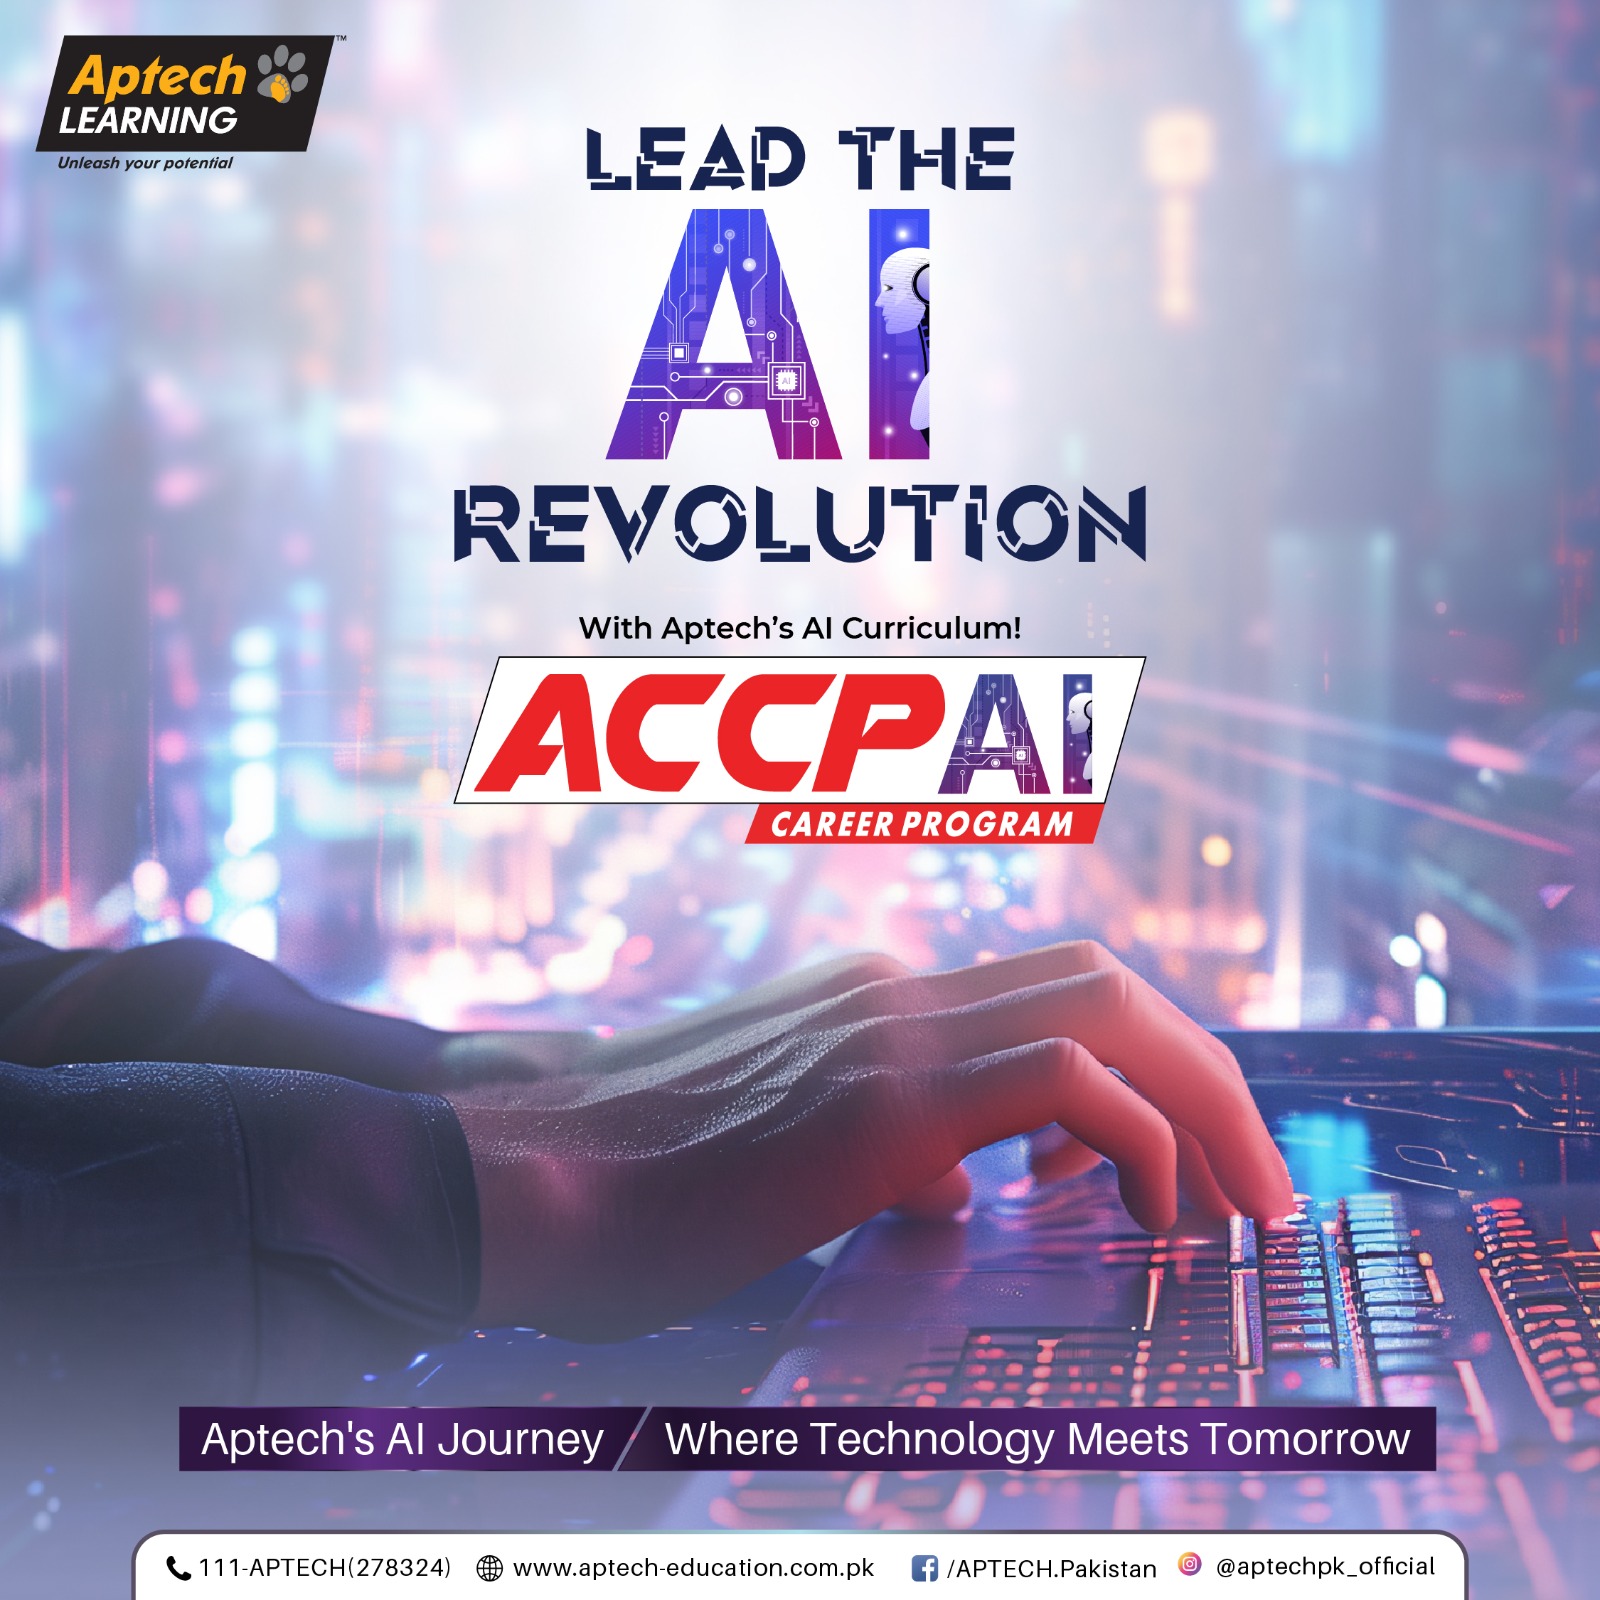 Aptech
LEARNING
TM
Unleash your potential
LEAD THE
AI
REVOLUTION
With Aptech's AI Curriculum!
ACCPAI
CAREER PROGRAM
Aptech's AI Journey / Where Technology Meets Tomorrow
111-APTECH(278324) www.aptech-education.com.pk /APTECH.Pakistan @aptechpk_official